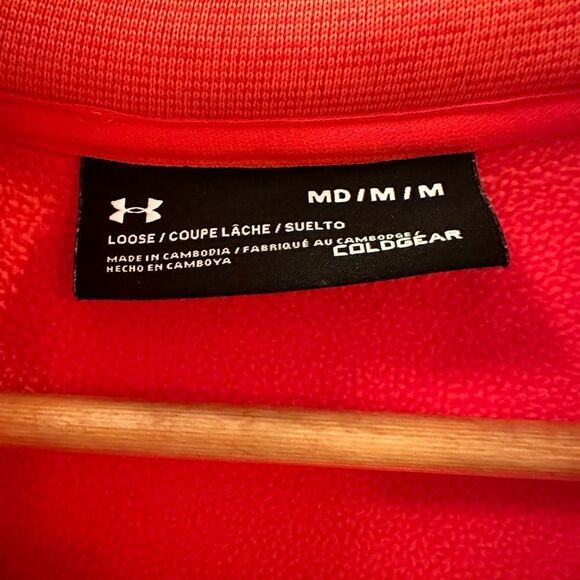 MD / M / M
LOOSE / COUPE LÂCHE / SUELTO
MADE IN CAMBODIA / FABRIQUÉ AU CAMBODGE /
HECHO EN CAMBOYA
COLDGEAR